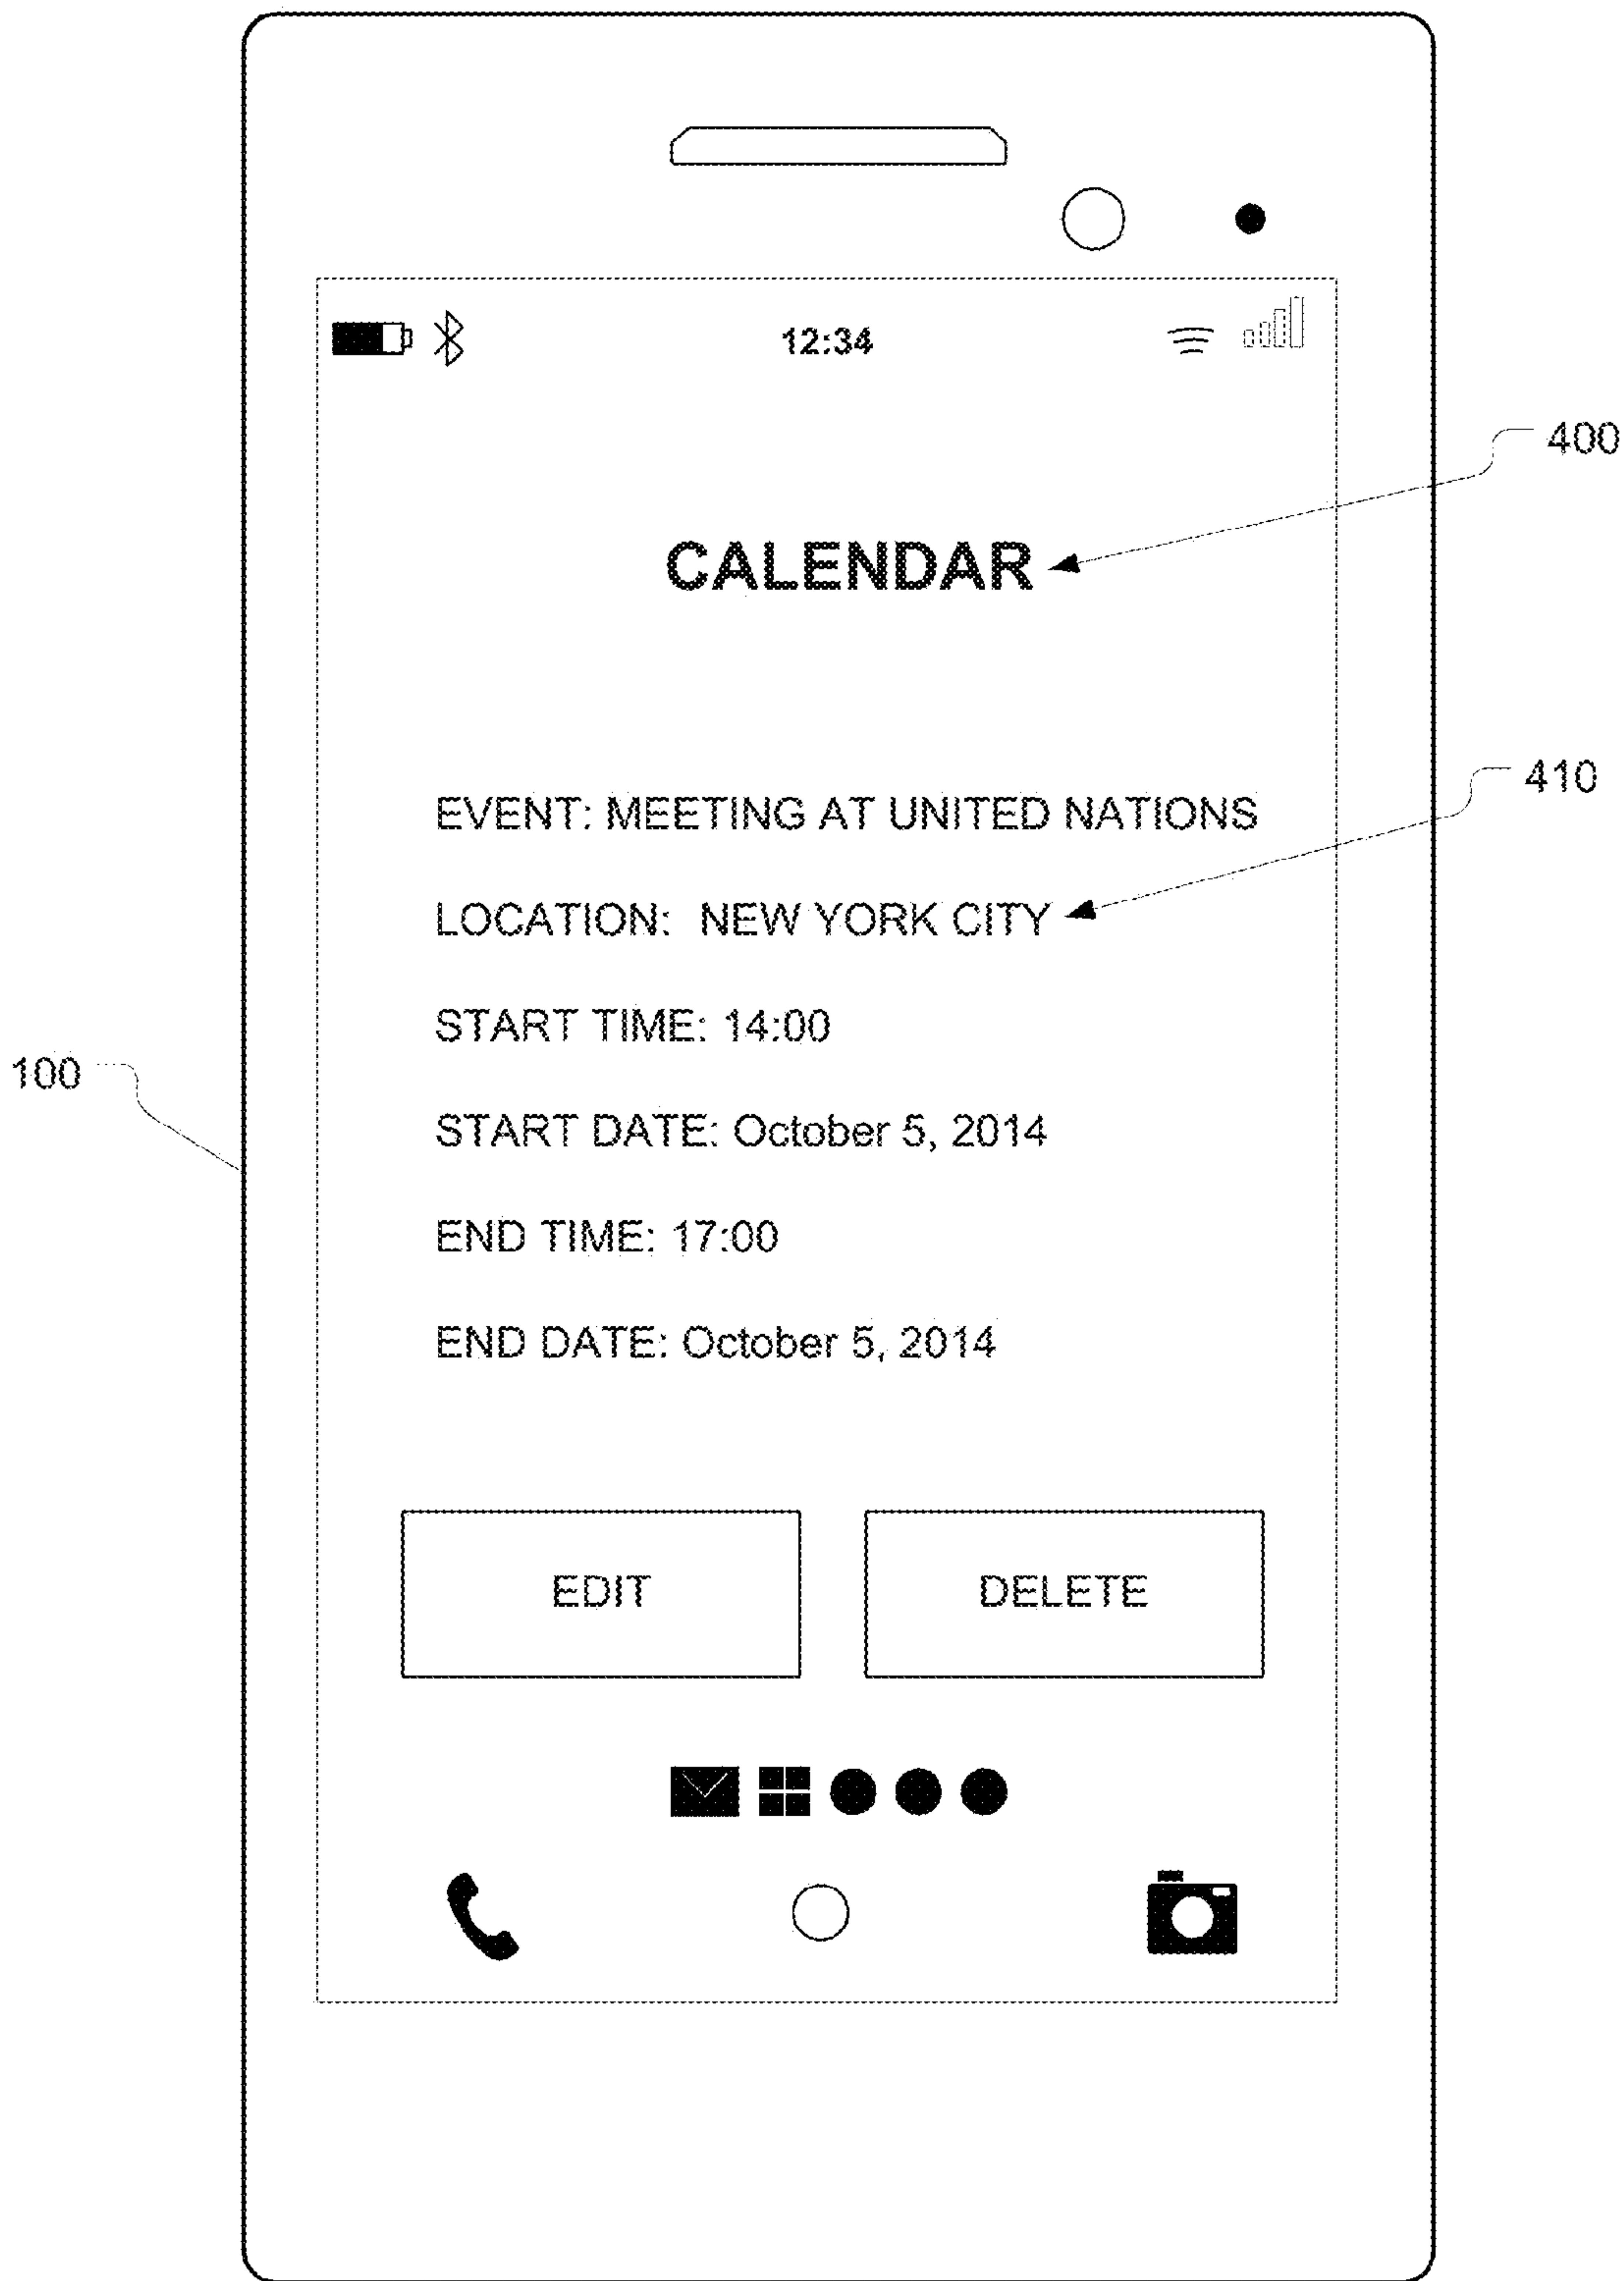 12:34
400
CALENDAR
410
EVENT: MEETING AT UNITED NATIONS
LOCATION: NEW YORK CITY
START TIME: 14:00
100
START DATE: October 5, 2014
END TIME: 17:00
END DATE: October 5, 2014
EDIT DELETE